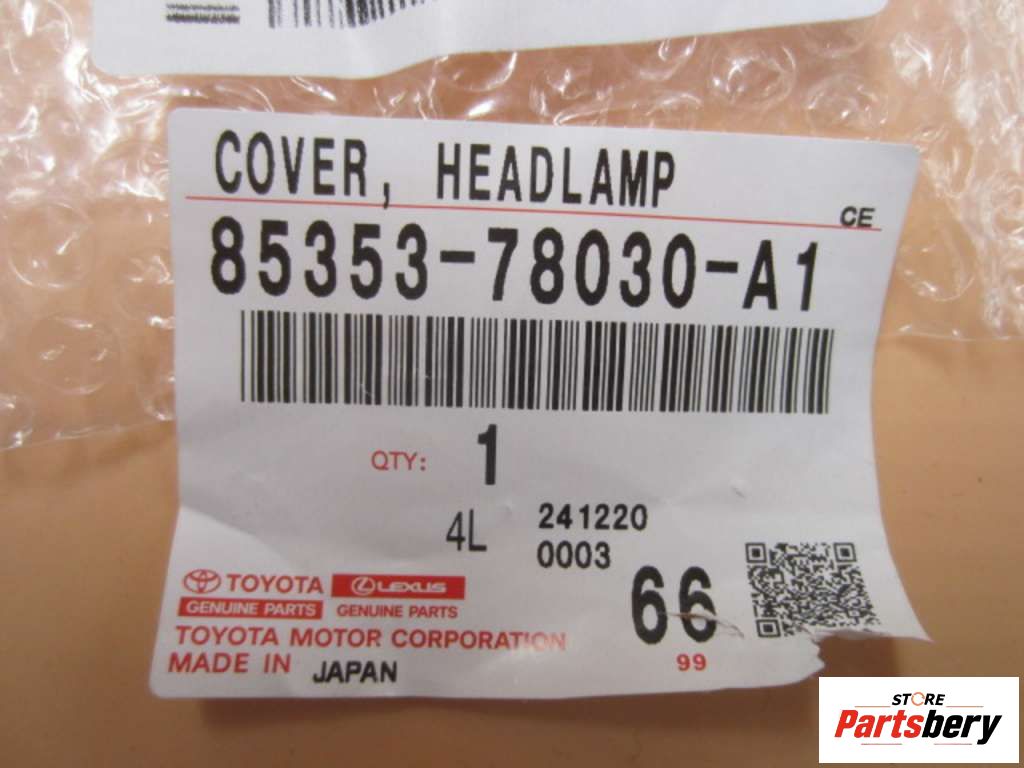 COVER, HEADLAMP
CE
85353-78030-A1
QTY: 1
4L
241220
0003
66
99
TOYOTA
GENUINE PARTS
LEXUS
GENUINE PARTS
TOYOTA MOTOR CORPORATION
MADE IN JAPAN
STORE
Partsbery